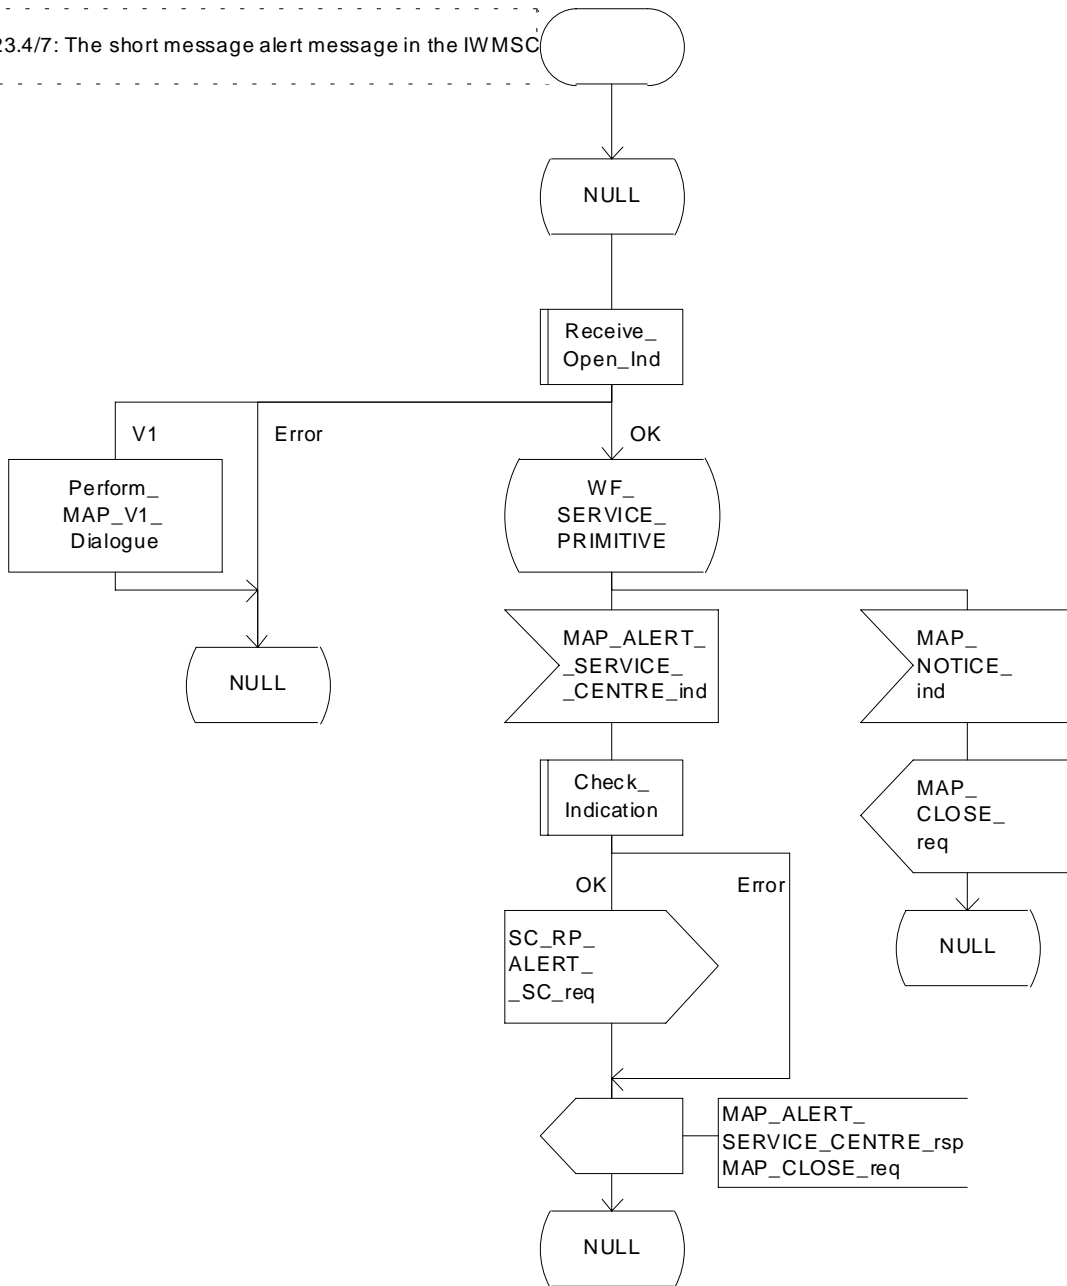 23.4/7: The short message alert message in the IWMSC
NULL
Receive_
Open_Ind
V1
Error
OK
Perform_
MAP_V1_
Dialogue
WF_
SERVICE_
PRIMITIVE
NULL
MAP_ALERT_
_SERVICE_
_CENTRE_ind
MAP_
NOTICE_
ind
Check_
Indication
MAP_
CLOSE_
req
OK
Error
SC_RP_
ALERT_
_SC_req
NULL
MAP_ALERT_
SERVICE_CENTRE_rsp
MAP_CLOSE_req
NULL